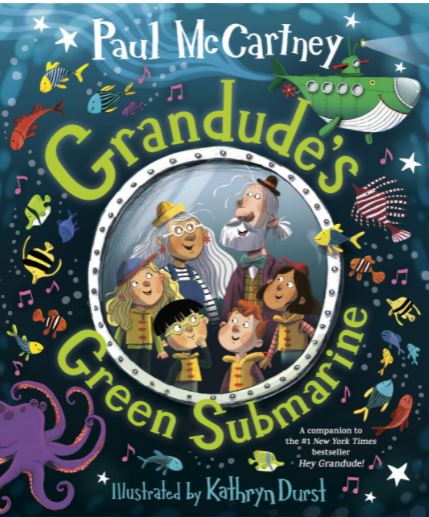 Paul McCartney
Grandude's
Green Submarine
A companion to
the #1 New York Times
bestseller
Hey Grandude!
Illustrated by Kathryn Durst